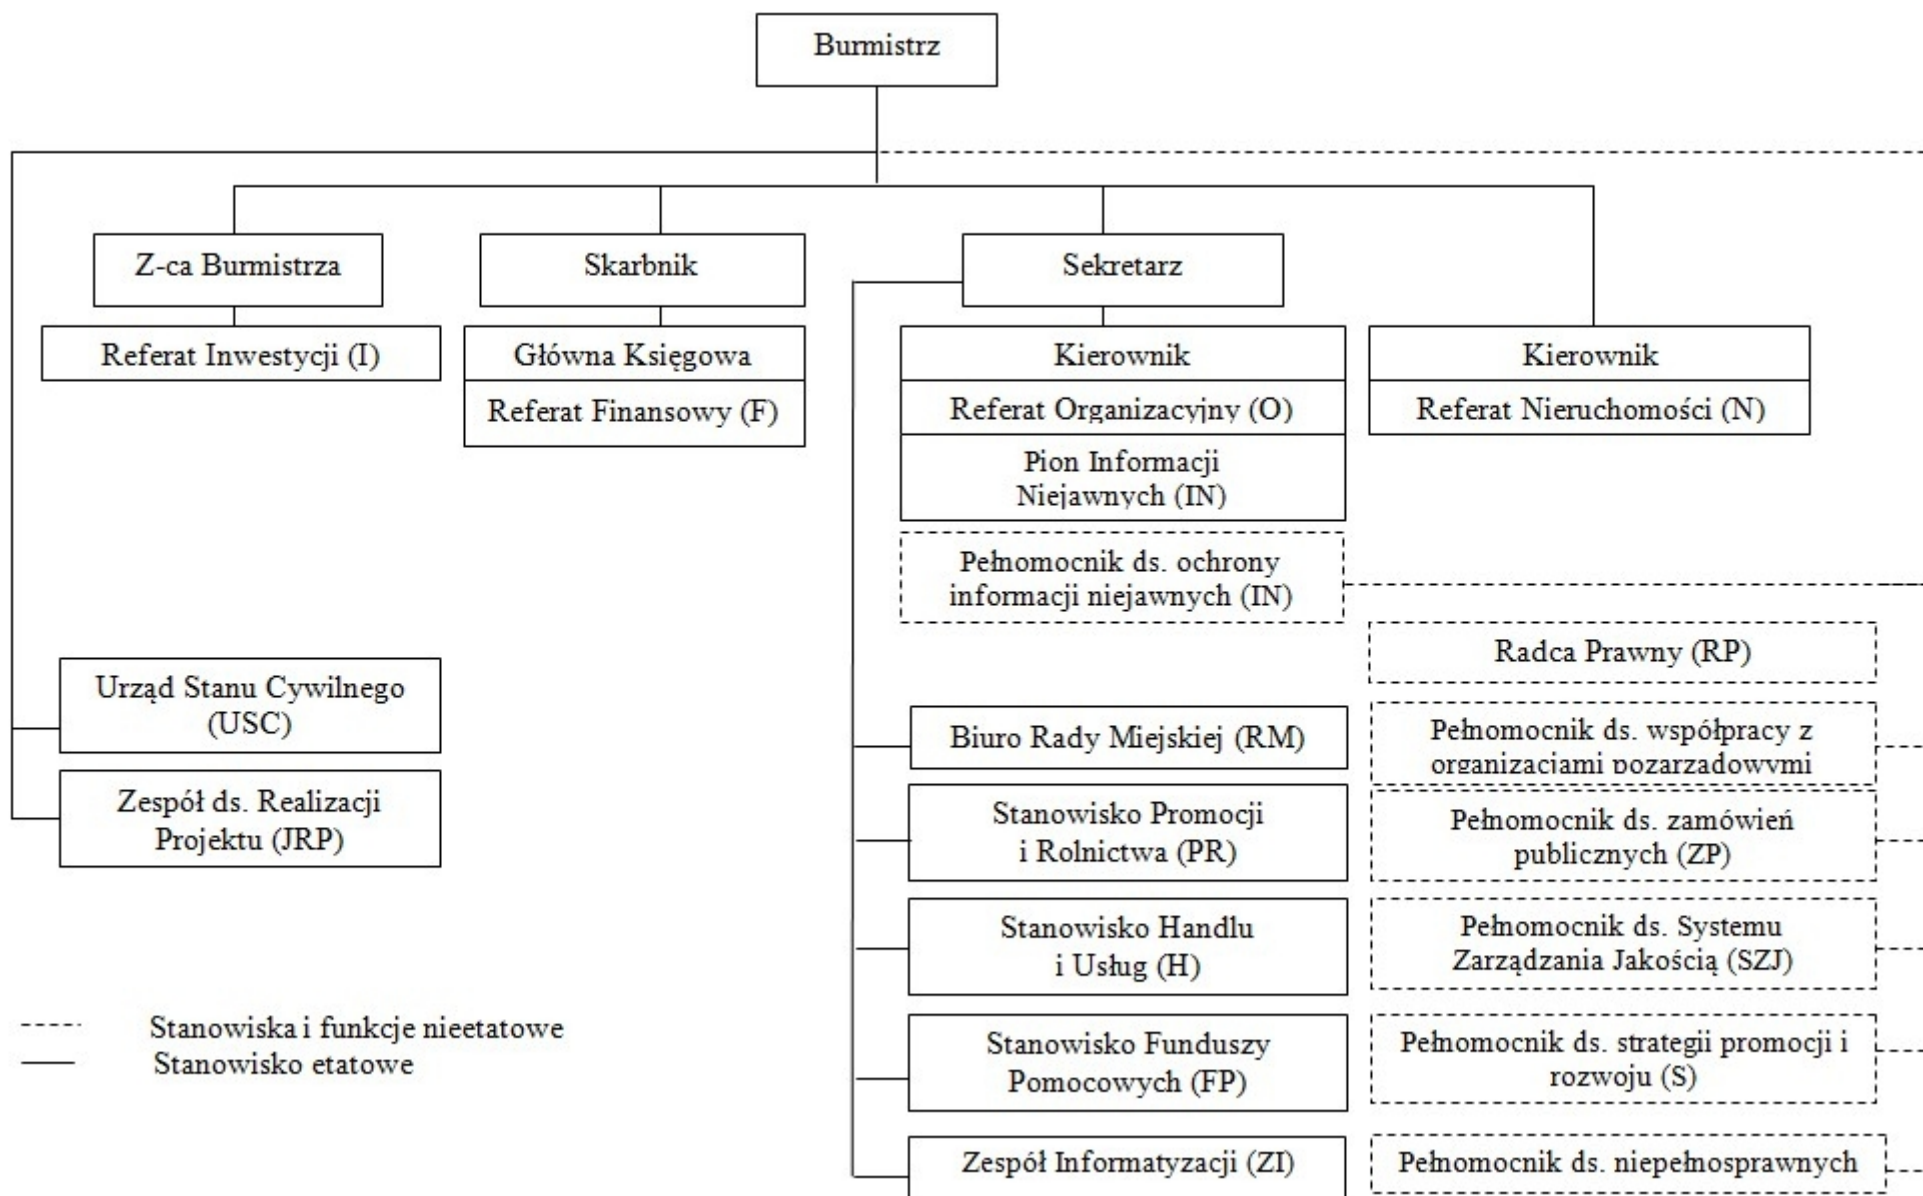 Burmistrz
Z-ca Burmistrza
Skarbnik
Sekretarz
Referat Inwestycji (I)
Główna Księgowa
Referat Finansowy (F)
Kierownik
Referat Organizacyjny (O)
Pion Informacji
Niejawnych (IN)
Kierownik
Referat Nieruchomości (N)
Pełnomocnik ds. ochrony
informacji niejawnych (IN)
Urząd Stanu Cywilnego
(USC)
Zespół ds. Realizacji
Projektu (JRP)
Radca Prawny (RP)
Biuro Rady Miejskiej (RM)
Pełnomocnik ds. współpracy z
organizacjami pozarządowymi
Stanowisko Promocji
i Rolnictwa (PR)
Pełnomocnik ds. zamówień
publicznych (ZP)
Stanowisko Handlu
i Usług (H)
Pełnomocnik ds. Systemu
Zarządzania Jakością (SZJ)
Stanowisko Funduszy
Pomocowych (FP)
Pełnomocnik ds. strategii promocji i
rozwoju (S)
Zespół Informatyzacji (ZI)
Pełnomocnik ds. niepełnosprawnych
Stanowiska i funkcje nieetatowe
Stanowisko etatowe